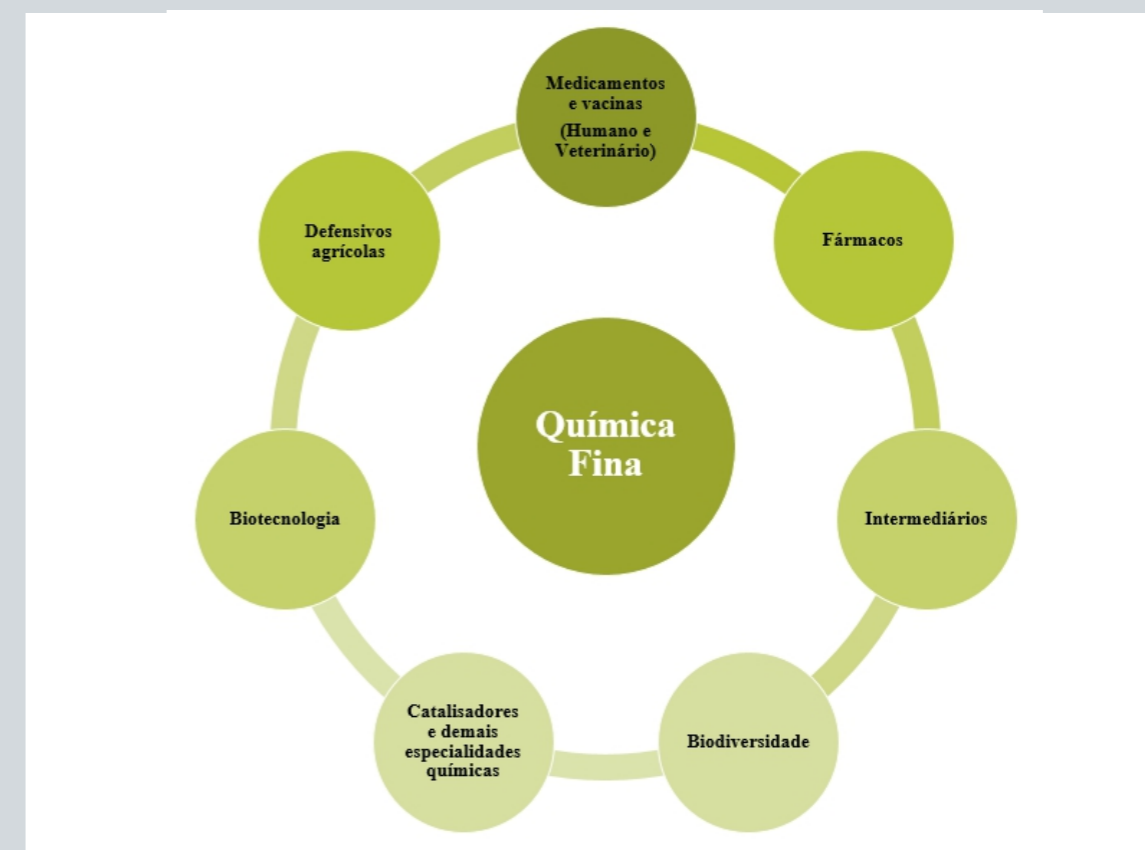 Medicamentos
e vacinas
(Humano e
Veterinário)
Fármacos
Intermediários
Biodiversidade
Catalisadores
e demais
especialidades
químicas
Biotecnologia
Defensivos
agrícolas
Química
Fina